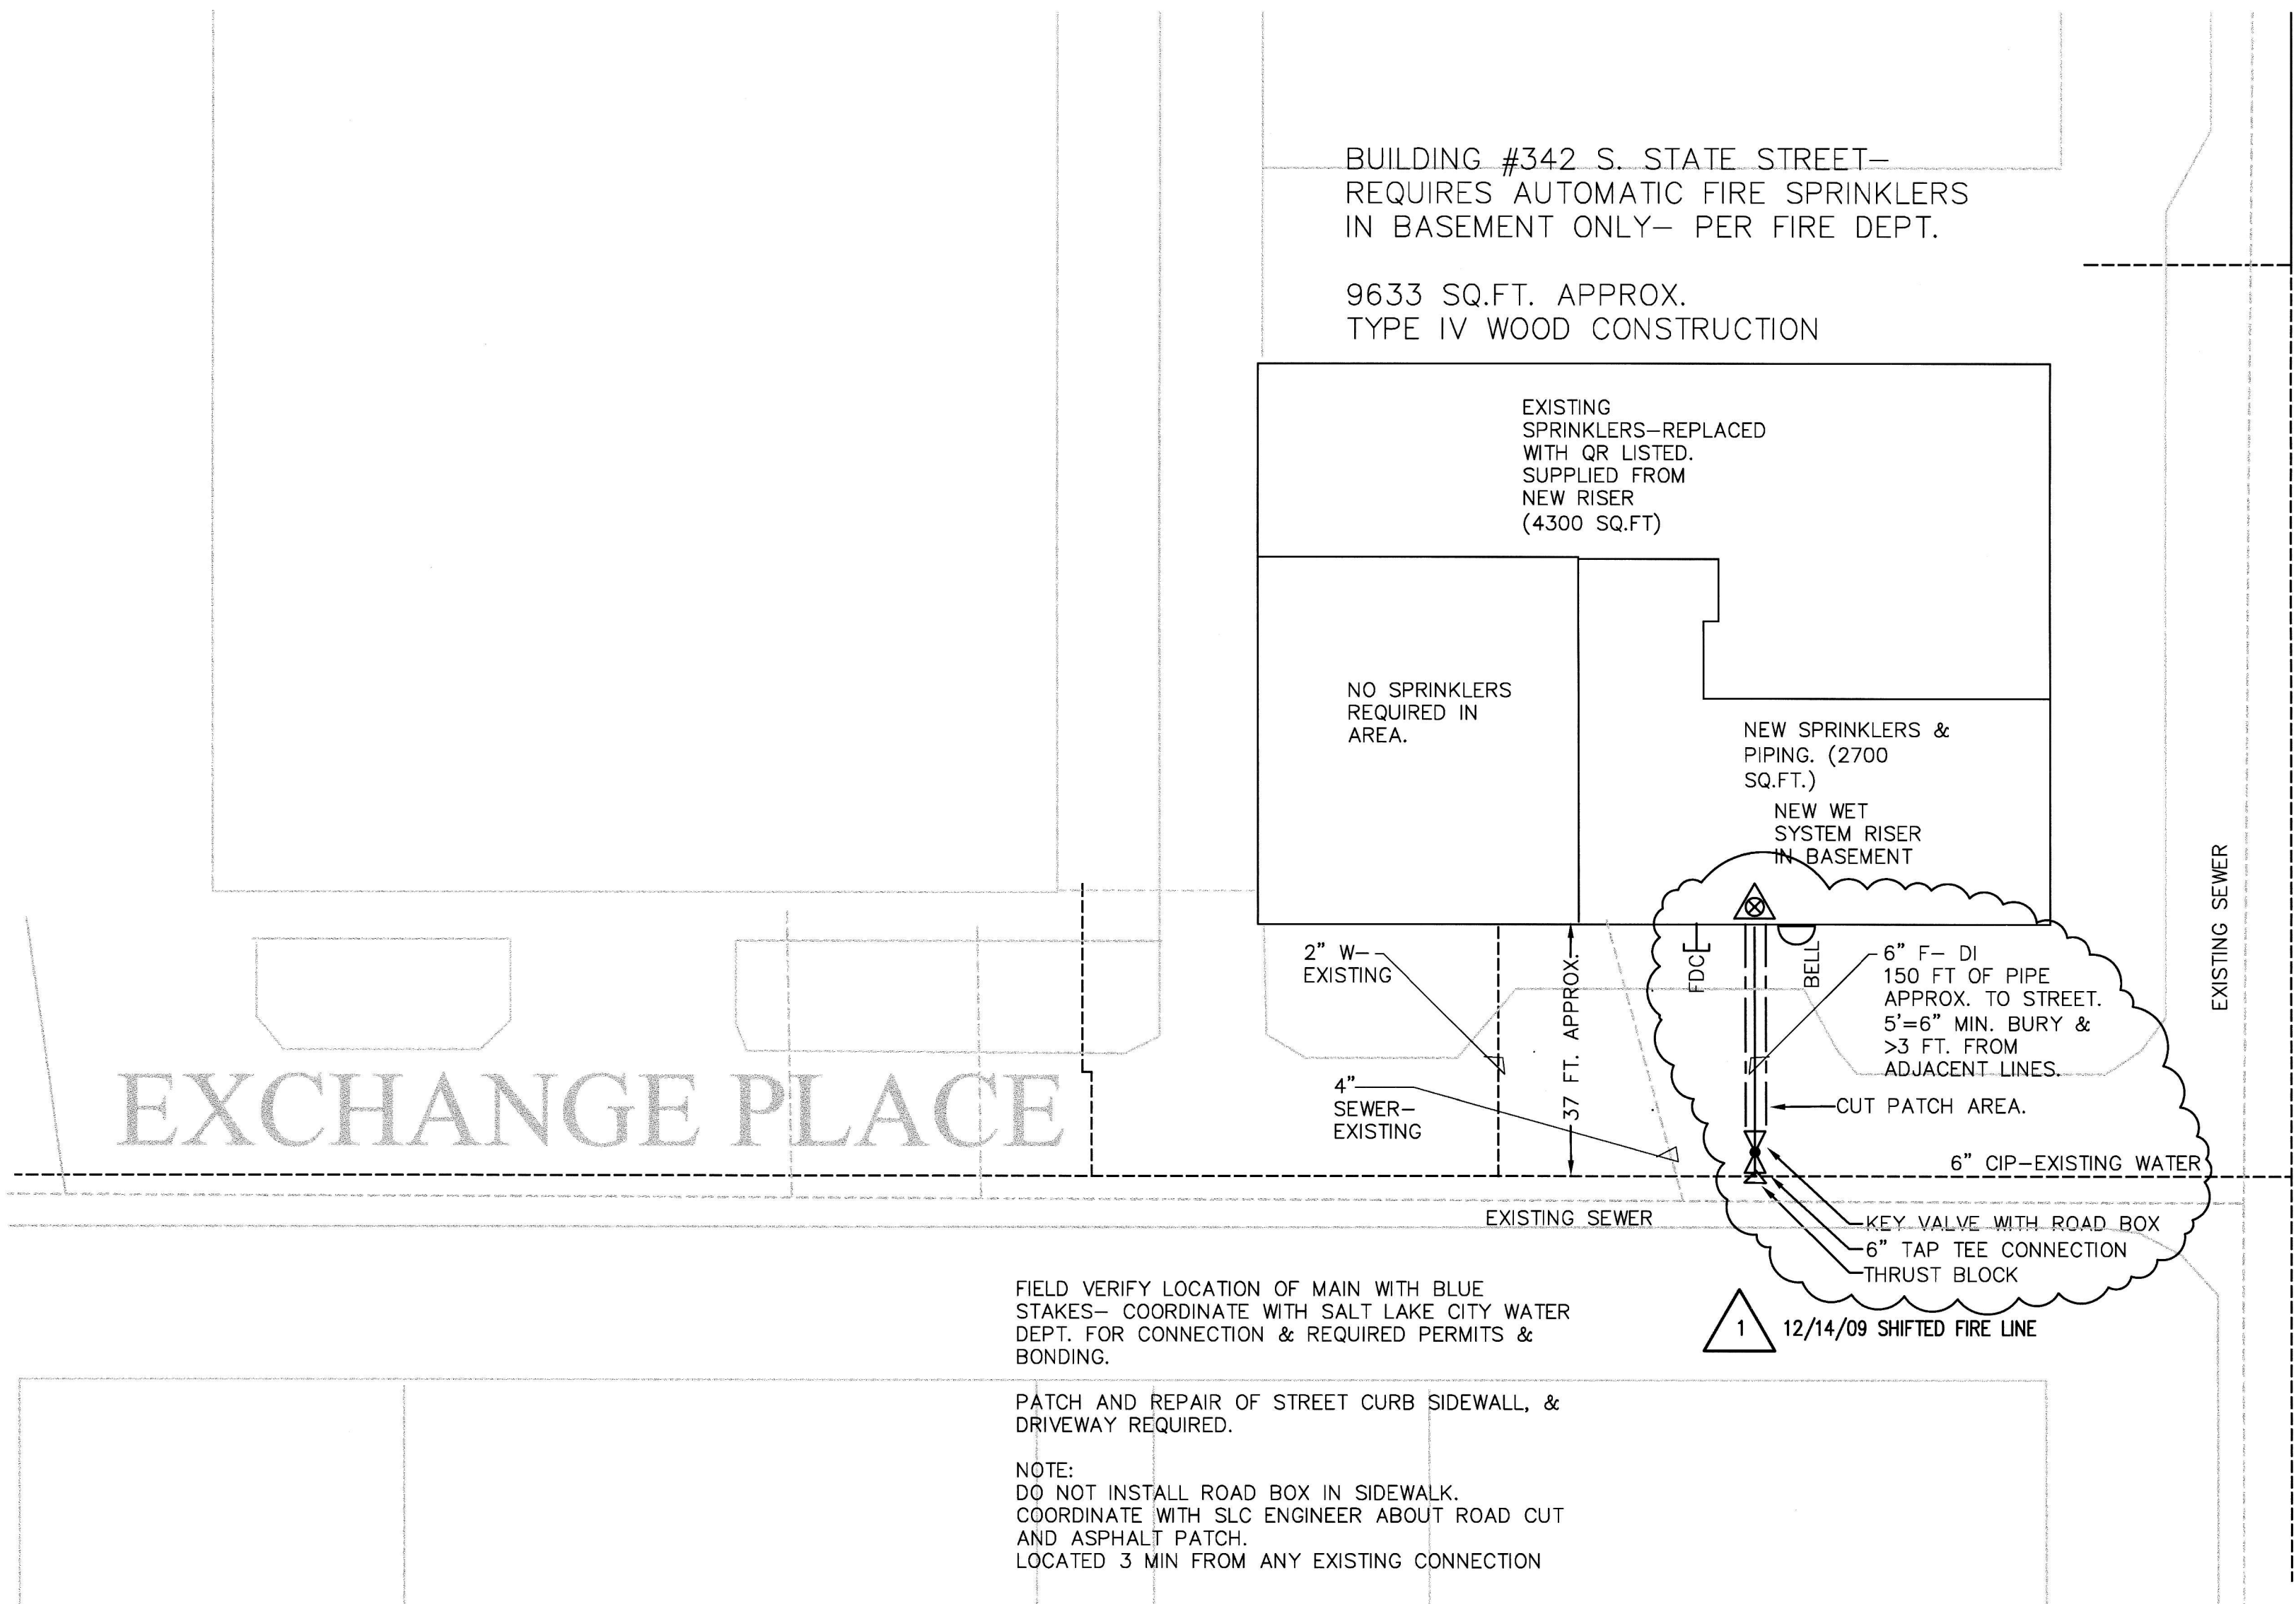 BUILDING #342 S. STATE STREET–
REQUIRES AUTOMATIC FIRE SPRINKLERS
IN BASEMENT ONLY– PER FIRE DEPT.
9633 SQ.FT. APPROX.
TYPE IV WOOD CONSTRUCTION
EXISTING
SPRINKLERS–REPLACED
WITH QR LISTED.
SUPPLIED FROM
NEW RISER
(4300 SQ.FT)
NO SPRINKLERS
REQUIRED IN
AREA.
NEW SPRINKLERS &
PIPING. (2700
SQ.FT.)
NEW WET
SYSTEM RISER
IN BASEMENT
EXISTING SEWER
2" W–
EXISTING
37 FT. APPROX.
FDC
BELL
6" F– DI
150 FT OF PIPE
APPROX. TO STREET.
5'=6" MIN. BURY &
>3 FT. FROM
ADJACENT LINES.
4"
SEWER–
EXISTING
CUT PATCH AREA.
EXCHANGE PLACE
6" CIP–EXISTING WATER
EXISTING SEWER
KEY VALVE WITH ROAD BOX
6" TAP TEE CONNECTION
THRUST BLOCK
1 12/14/09 SHIFTED FIRE LINE
FIELD VERIFY LOCATION OF MAIN WITH BLUE
STAKES– COORDINATE WITH SALT LAKE CITY WATER
DEPT. FOR CONNECTION & REQUIRED PERMITS &
BONDING.
PATCH AND REPAIR OF STREET CURB SIDEWALL, &
DRIVEWAY REQUIRED.
NOTE:
DO NOT INSTALL ROAD BOX IN SIDEWALK.
COORDINATE WITH SLC ENGINEER ABOUT ROAD CUT
AND ASPHALT PATCH.
LOCATED 3 MIN FROM ANY EXISTING CONNECTION